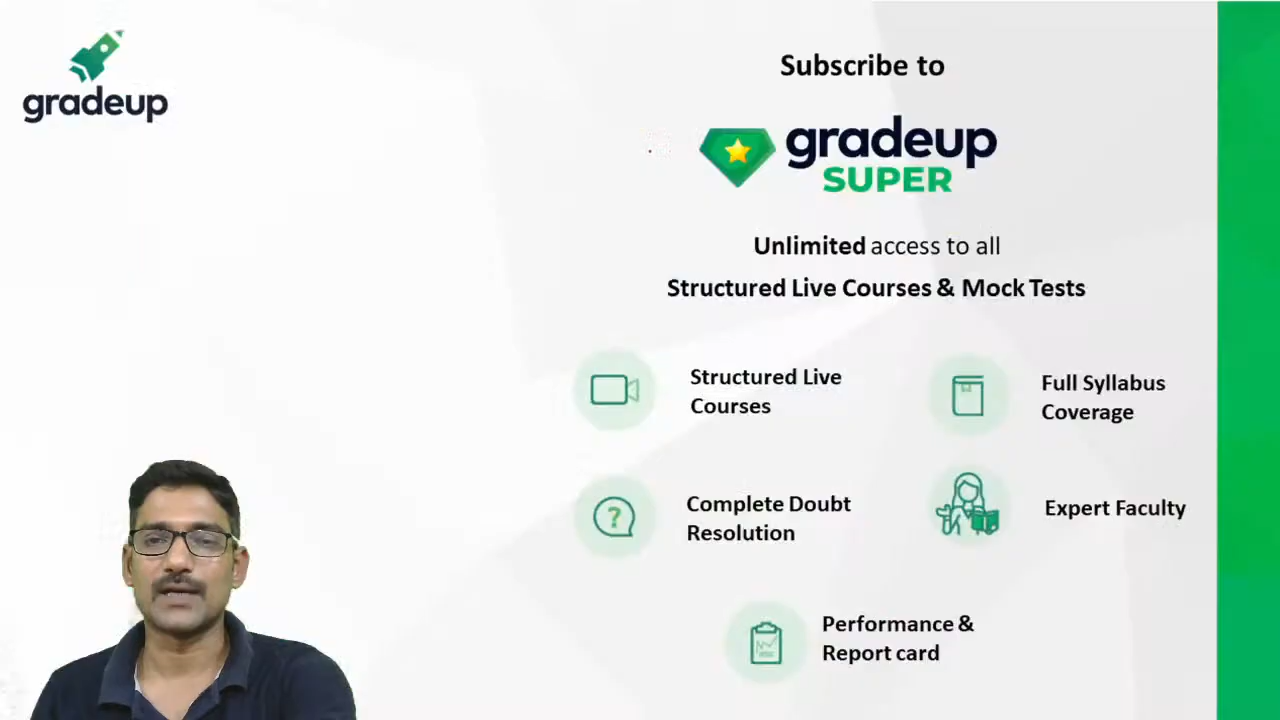 gradeup
Subscribe to
gradeup
SUPER
Unlimited access to all
Structured Live Courses & Mock Tests
Structured Live
Courses
Full Syllabus
Coverage
?
Complete Doubt
Resolution
Expert Faculty
Performance &
Report card